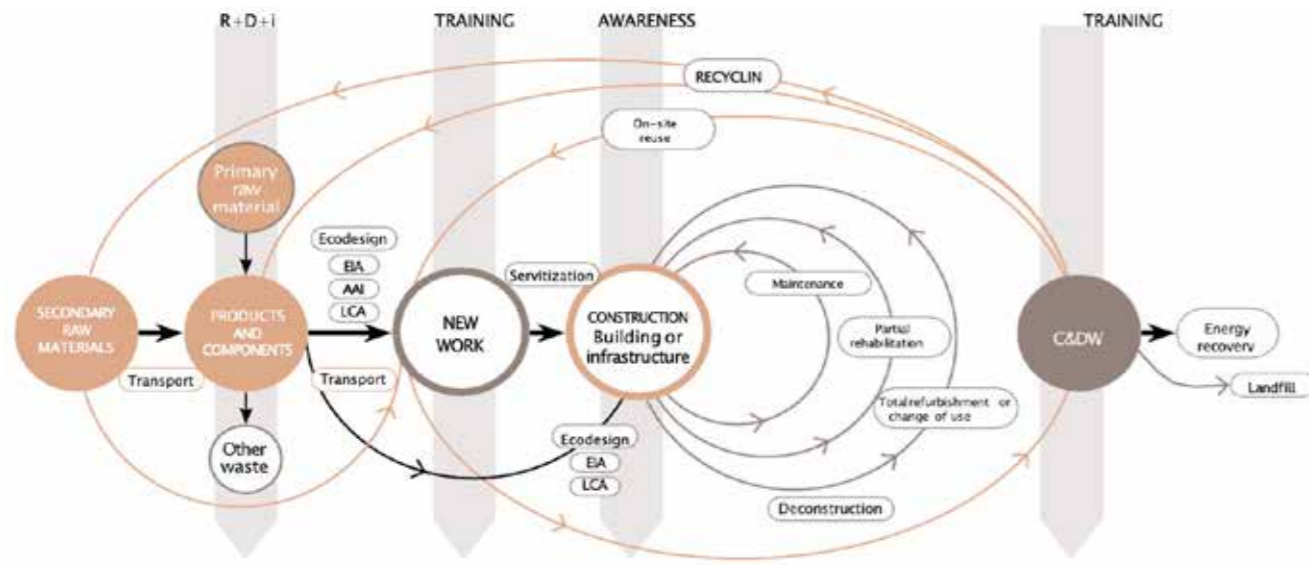 R+D+i
TRAINING
AWARENESS
TRAINING
RECYCLIN
On-site
reuse
Primary
raw
material
Ecodesign
EIA
AAI
LCA
Servitization
Maintenance
SECONDARY
RAW
MATERIALS
PRODUCTS
AND
COMPONENTS
NEW
WORK
CONSTRUCTION
Building or
infrastructure
Partial
rehabilitation
C&DW
Energy
recovery
Transport
Transport
Landfill
Total refurbishment or
change of use
Other
waste
Ecodesign
EIA
LCA
Deconstruction